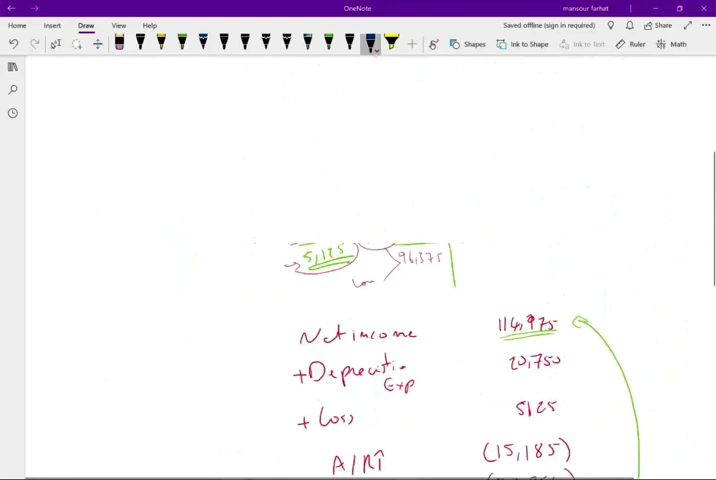 OneNote
mansour farhat
Home Insert Draw View Help
Saved offline (sign in required) Share
Shapes Ink to Shape Ink to Text Ruler Math
5,125 96,375
Net income 114,975
+ Depreciation Exp 20,750
+ Loss 5125
A/R↑ (15,185)